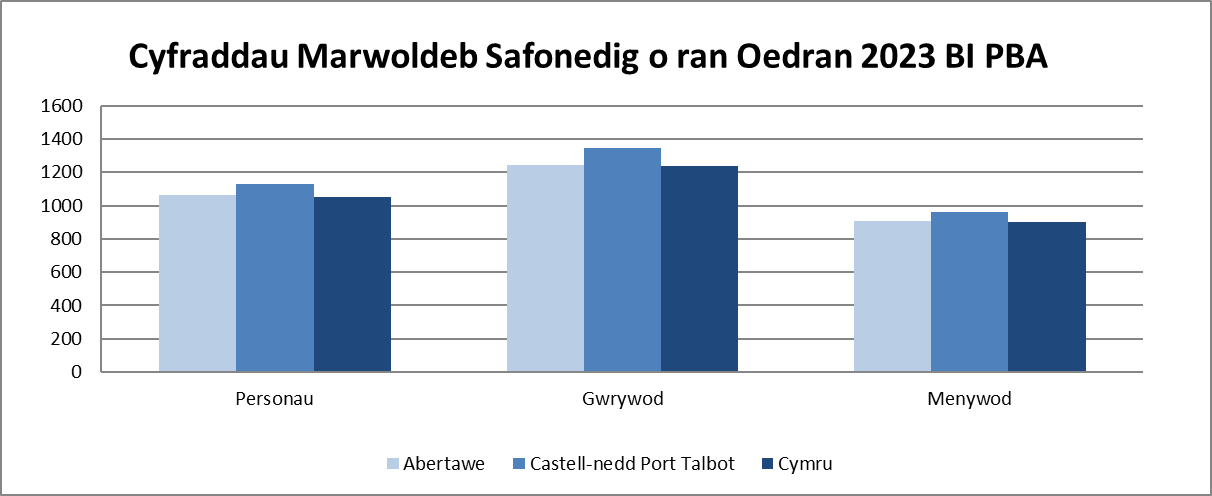 Cyfraddau Marwoldeb Safonedig o ran Oedran 2023 BI PBA
1600
1400
1200
1000
800
600
400
200
0
Personau
Gwrywod
Menywod
Abertawe
Castell-nedd Port Talbot
Cymru